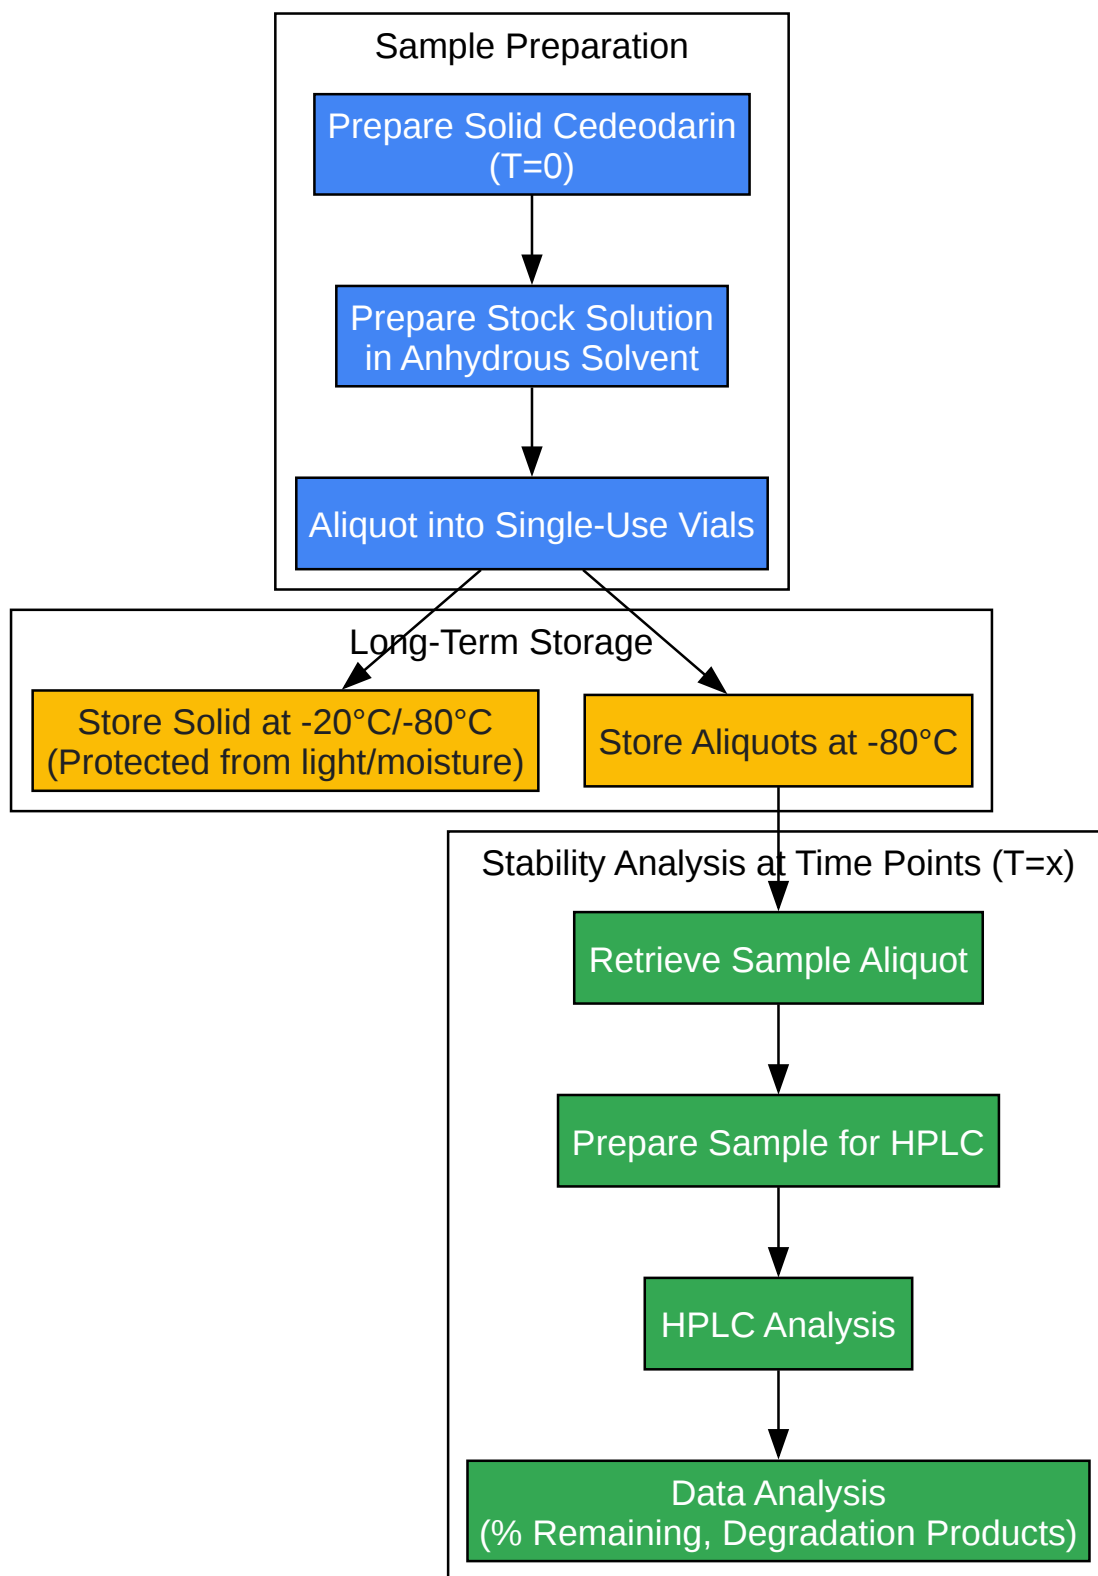 Sample Preparation
Prepare Solid Cedeodarin
(T=0)
Prepare Stock Solution
in Anhydrous Solvent
Aliquot into Single-Use Vials
Long-Term Storage
Store Solid at -20°C/-80°C
(Protected from light/moisture)
Store Aliquots at -80°C
Stability Analysis at Time Points (T=x)
Retrieve Sample Aliquot
Prepare Sample for HPLC
HPLC Analysis
Data Analysis
(% Remaining, Degradation Products)